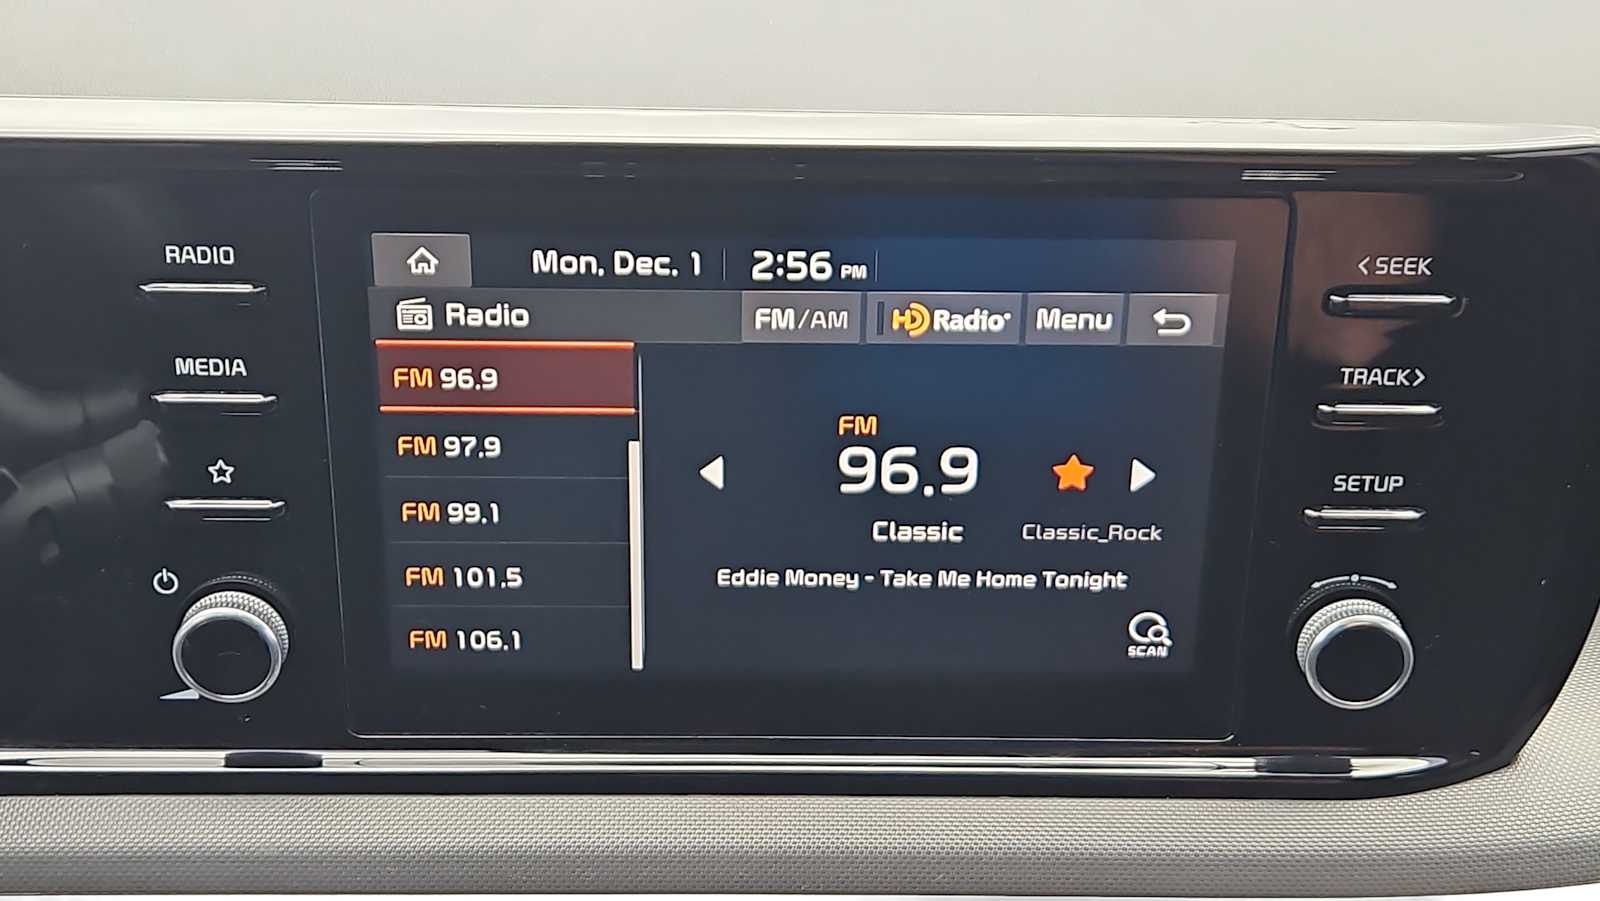 RADIO
MEDIA
Mon, Dec. 1 2:56 PM
Radio FM/AM HD Radio Menu
FM 96.9
FM 97.9
FM 99.1
FM 101.5
FM 106.1
FM
96.9
Classic Classic_Rock
Eddie Money - Take Me Home Tonight
SCAN
< SEEK
TRACK >
SETUP